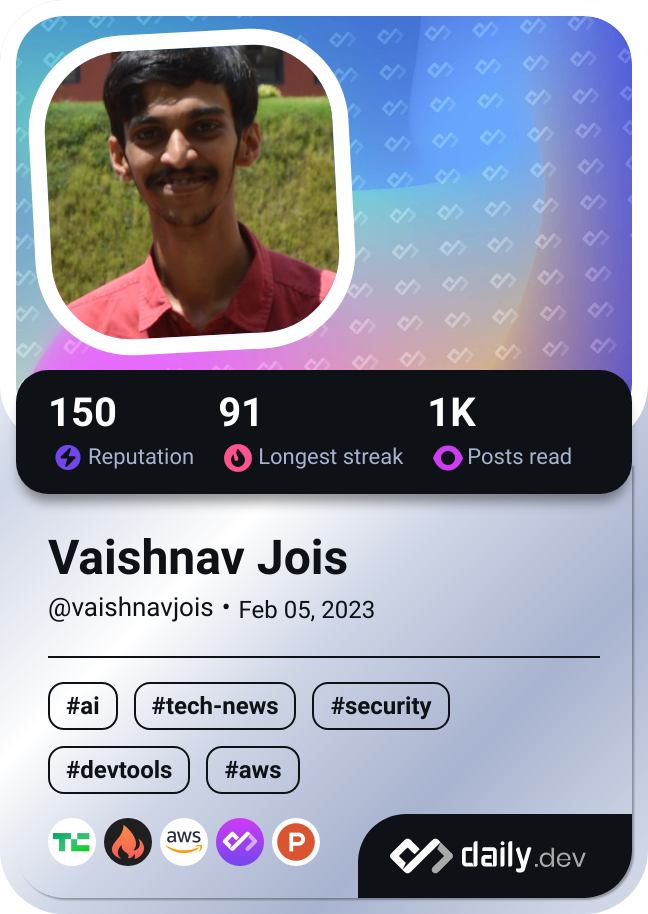 150 91 1K
Reputation Longest streak Posts read
Vaishnav Jois
@vaishnavjois • Feb 05, 2023
#ai #tech-news #security
#devtools #aws
TC aws P
daily.dev